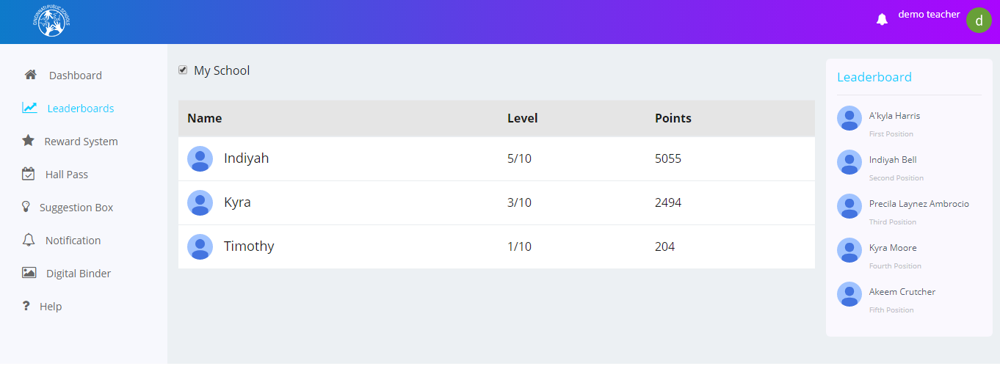 CINCINNATI PUBLIC SCHOOLS
demo teacher
d
Dashboard
Leaderboards
Reward System
Hall Pass
Suggestion Box
Notification
Digital Binder
? Help
My School
Name Level Points
Indiyah 5/10 5055
Kyra 3/10 2494
Timothy 1/10 204
Leaderboard
A'kyla Harris
First Position
Indiyah Bell
Second Position
Precila Laynez Ambrocio
Third Position
Kyra Moore
Fourth Position
Akeem Crutcher
Fifth Position